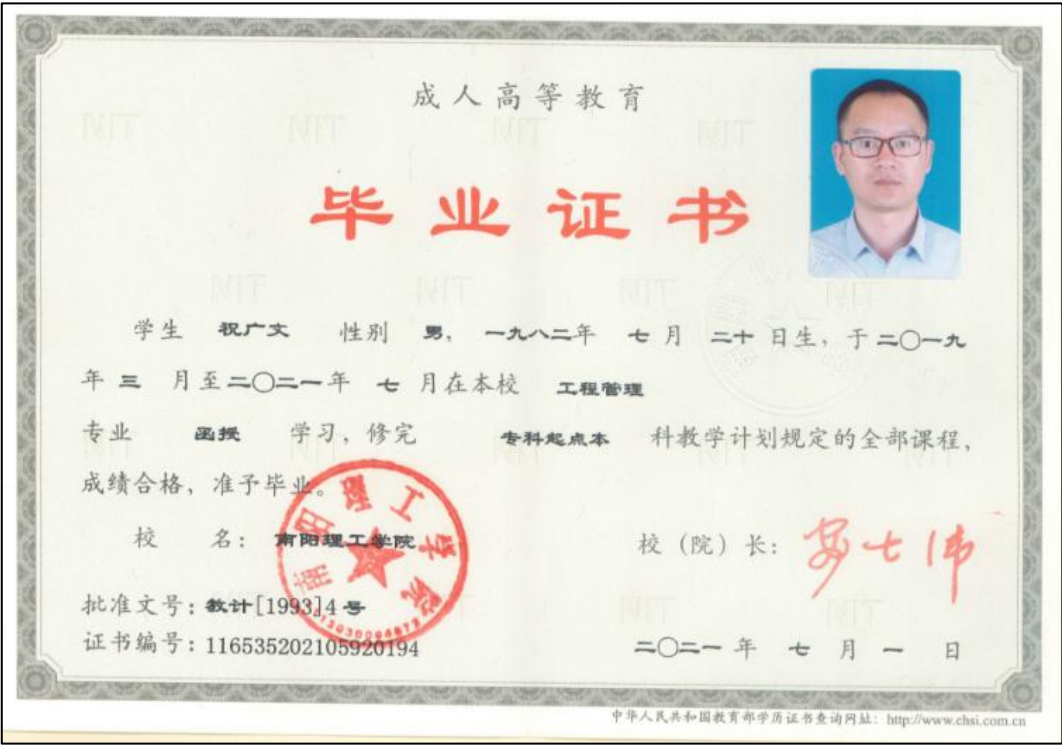 成人高等教育
毕业证书
学生 祝广文 性别 男, 一九八二年 七月 二十日生, 于二〇一九
年三月至二〇二一年七月在本校 工程管理
专业 函授 学习, 修完 专科起点本 科教学计划规定的全部课程,
成绩合格, 准予毕业。
校 名: 南阳理工学院
校(院)长:
批准文号: 教计[1993]4号
证书编号: 116535202105920194
二〇二一年 七月 一日
南阳理工学院
中华人民共和国教育部学历证书查询网址: http://www.chsi.com.cn